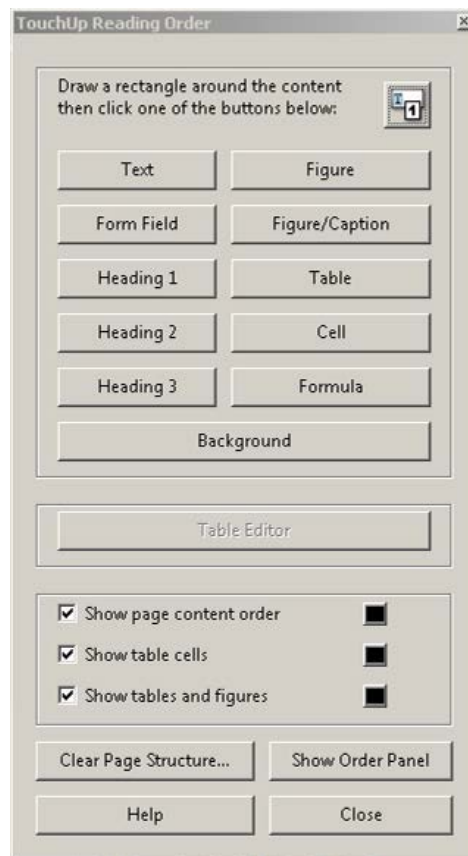 TouchUp Reading Order
Draw a rectangle around the content
then click one of the buttons below:
1
Text
Figure
Form Field
Figure/Caption
Heading 1
Table
Heading 2
Cell
Heading 3
Formula
Background
Table Editor
Show page content order
Show table cells
Show tables and figures
Clear Page Structure...
Show Order Panel
Help
Close